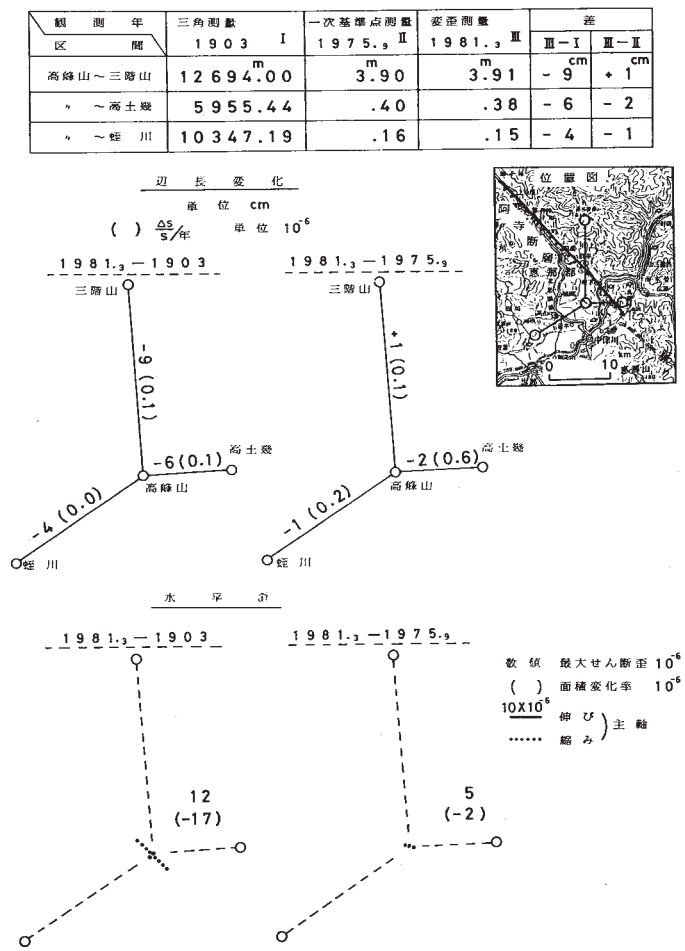 観測年 三角測量 一次基準点測量 変歪測量 差
区間 1903 I 1975.9 II 1981.3 III III-I III-II
高峰山~三階山 12694.00 m 3.90 m 3.91 m -9 cm +1 cm
〃 ~高土幾 5955.44 .40 .38 -6 -2
〃 ~蛭川 10347.19 .16 .15 -4 -1
辺長変化
単位 cm
( ) ΔS/S/年 単位 10⁻⁶
1981.3-1903
三階山
-9 (0.1)
-6 (0.1)
高土幾
高峰山
-4 (0.0)
蛭川
1981.3-1975.9
三階山
+1 (0.1)
-2 (0.6)
高土幾
高峰山
-1 (0.2)
蛭川
位置図
阿寺断層
恵那郡
中津川
0 10
km
水平歪
1981.3-1903
12
(-17)
1981.3-1975.9
5
(-2)
数値 最大せん断歪 10⁻⁶
( ) 面積変化率 10⁻⁶
10X10⁻⁶
伸び
縮み
主軸